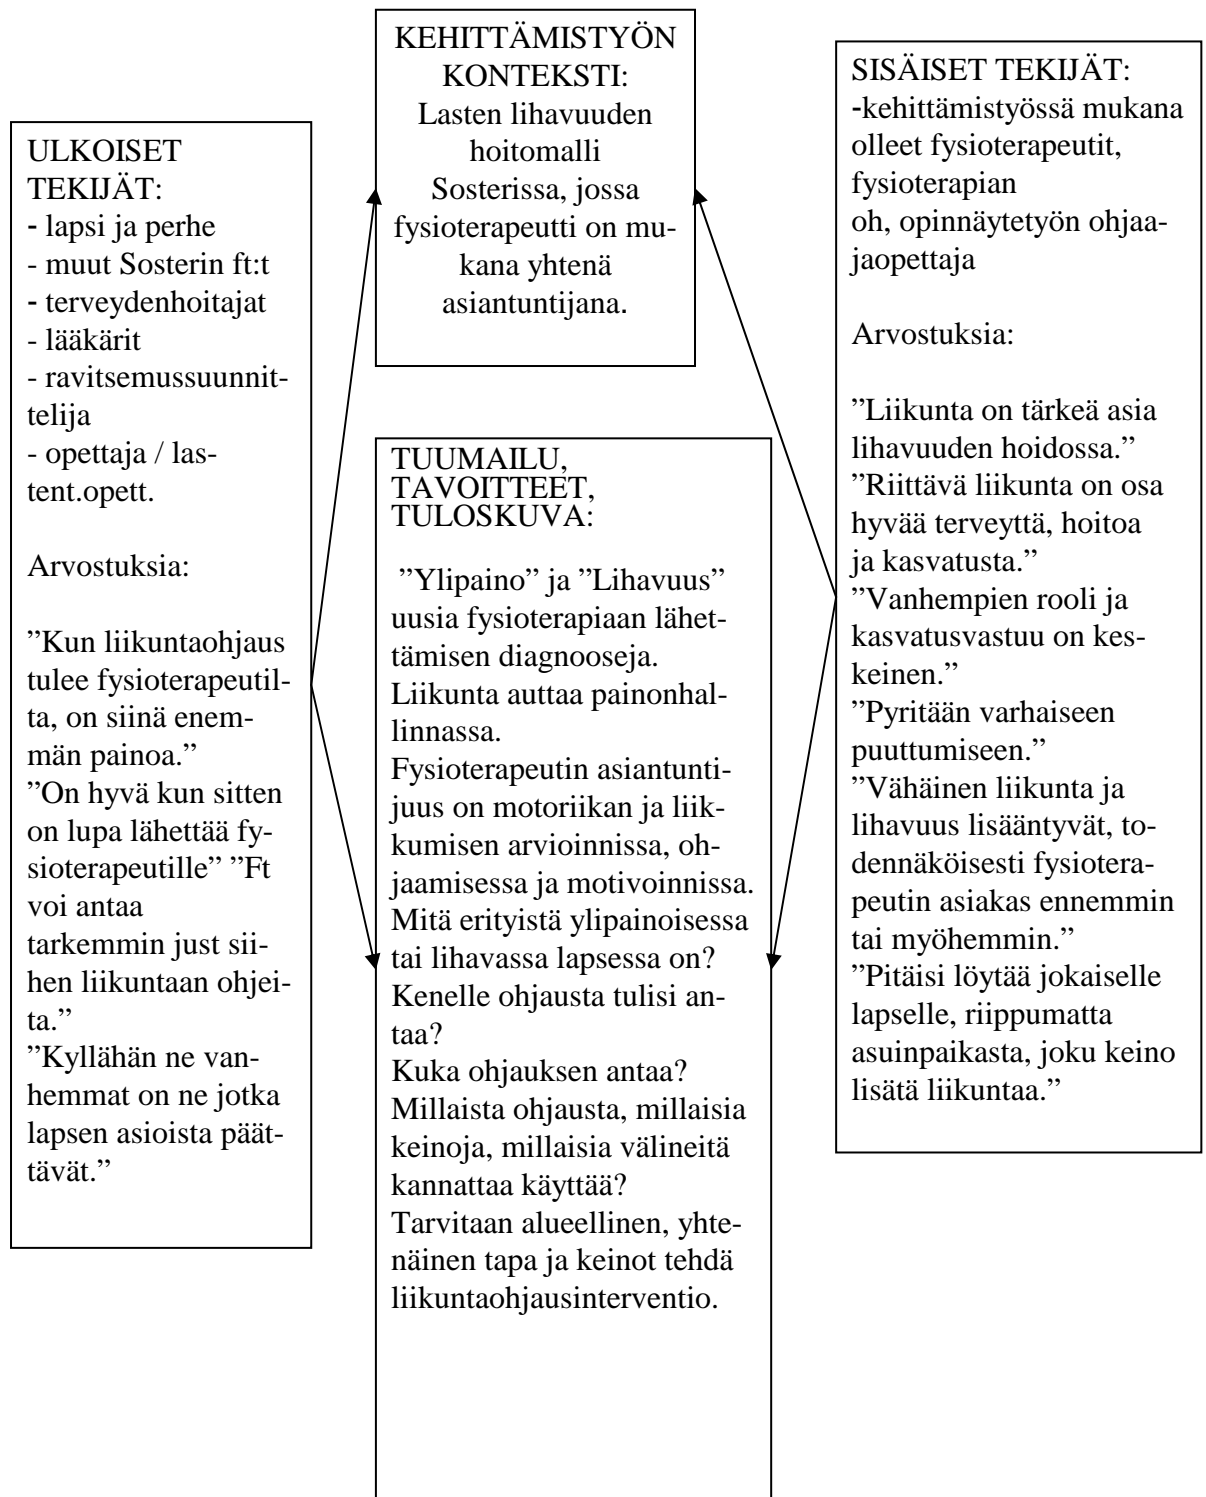 KEHITTÄMISTYÖN
KONTEKSTI:
Lasten lihavuuden
hoitomalli
Sosterissa, jossa
fysioterapeutti on mu-
kana yhtenä
asiantuntijana.
ULKOISET
TEKIJÄT:
- lapsi ja perhe
- muut Sosterin ft:t
- terveydenhoitajat
- lääkärit
- ravitsemussuunnit-
telija
- opettaja / las-
tent.opett.
Arvostuksia:
”Kun liikuntaohjaus
tulee fysioterapeutil-
ta, on siinä enem-
män painoa.”
”On hyvä kun sitten
on lupa lähettää fy-
sioterapeutille” ”Ft
voi antaa
tarkemmin just sii-
hen liikuntaan ohjei-
ta.”
”Kyllähän ne van-
hemmat on ne jotka
lapsen asioista päät-
tävät.”
TUUMAILU,
TAVOITTEET,
TULOSKUVA:
”Ylipaino” ja ”Lihavuus”
uusia fysioterapiaan lähet-
tämisen diagnooseja.
Liikunta auttaa painonhal-
linnassa.
Fysioterapeutin asiantunti-
juus on motoriikan ja liik-
kumisen arvioinnissa, oh-
jaamisessa ja motivoinnissa.
Mitä erityistä ylipainoisessa
tai lihavassa lapsessa on?
Kenelle ohjausta tulisi an-
taa?
Kuka ohjauksen antaa?
Millaista ohjausta, millaisia
keinoja, millaisia välineitä
kannattaa käyttää?
Tarvitaan alueellinen, yhte-
näinen tapa ja keinot tehdä
liikuntaohjausinterventio.
SISÄISET TEKIJÄT:
-kehittämistyössä mukana
olleet fysioterapeutit,
fysioterapian
oh, opinnäytetyön ohjaa-
jaopettaja
Arvostuksia:
”Liikunta on tärkeä asia
lihavuuden hoidossa.”
”Riittävä liikunta on osa
hyvää terveyttä, hoitoa
ja kasvatusta.”
”Vanhempien rooli ja
kasvatusvastuu on kes-
keinen.”
”Pyritään varhaiseen
puuttumiseen.”
”Vähäinen liikunta ja
lihavuus lisääntyvät, to-
dennäköisesti fysiotera-
peutin asiakas ennemmin
tai myöhemmin.”
”Pitäisi löytää jokaiselle
lapselle, riippumatta
asuinpaikasta, joku keino
lisätä liikuntaa.”